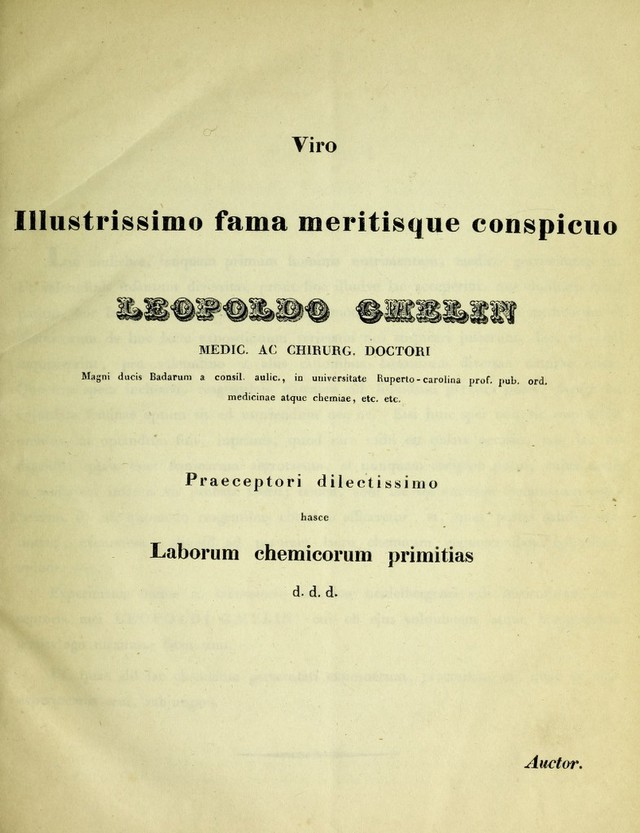 Viro
Illustrissimo fama meritisque conspicuo
LEOPOLDO GMELIN
MEDIC. AC CHIRURG. DOCTORI
Magni ducis Badarum a consil. aulic., in universitate Ruperto-carolina prof. pub. ord.
medicinae atque chemiae, etc. etc.
Praeceptori dilectissimo
hasce
Laborum chemicorum primitias
d. d. d.
Auctor.